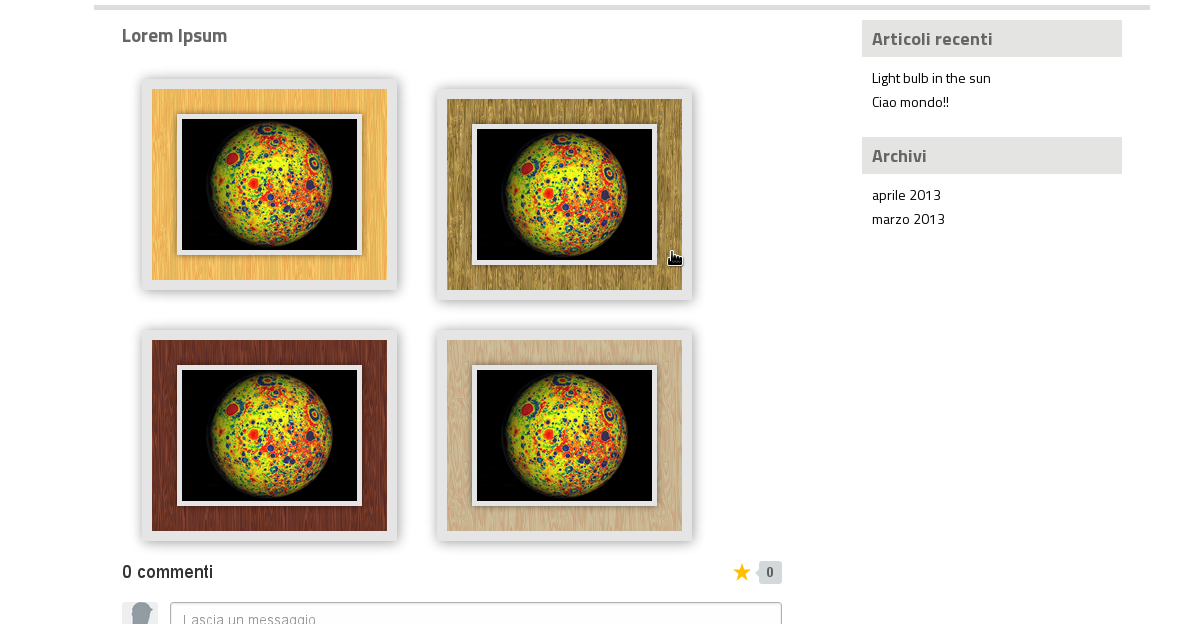 Lorem Ipsum
0 commenti
0
Lascia un messaggio
Articoli recenti
Light bulb in the sun
Ciao mondo!!
Archivi
aprile 2013
marzo 2013